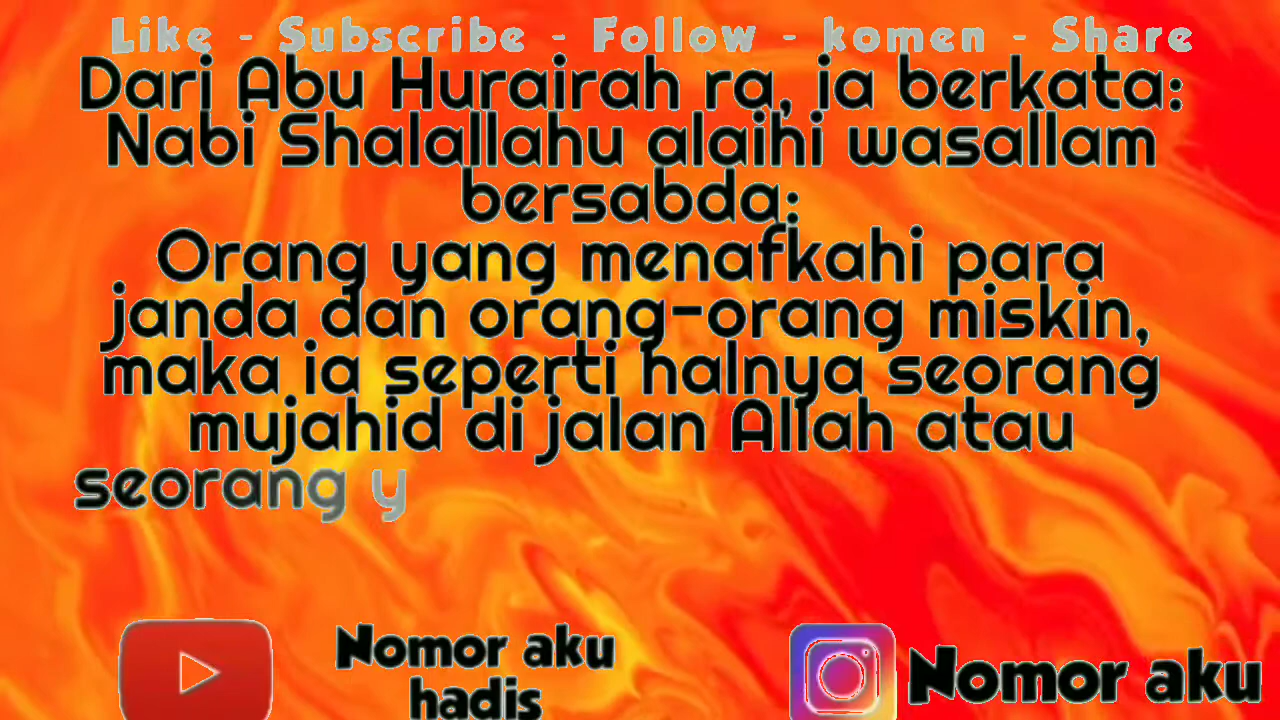 Like - Subscribe - Follow - komen - Share
Dari Abu Hurairah ra, ia berkata:
Nabi Shalallahu alaihi wasallam
bersabda:
Orang yang menafkahi para
janda dan orang-orang miskin,
maka ia seperti halnya seorang
mujahid di jalan Allah atau
seorang y
Nomor aku
hadis
Nomor aku